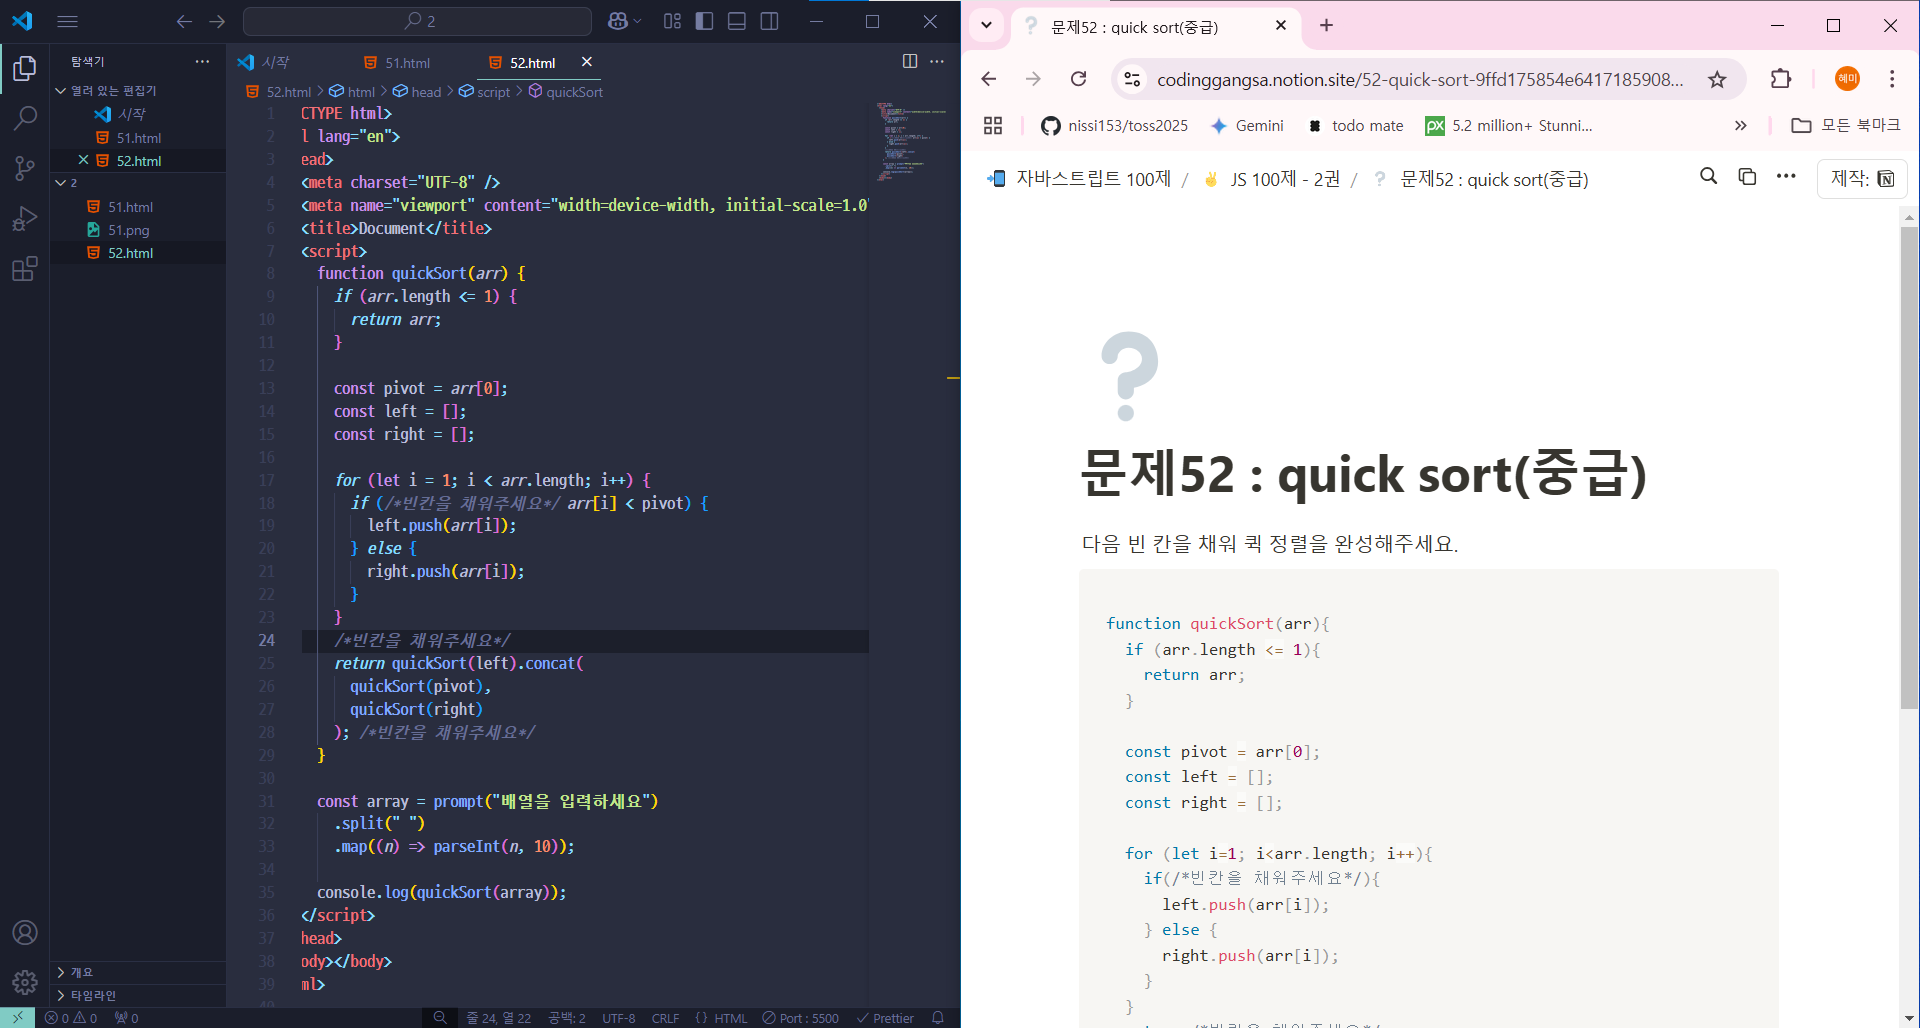 2
탐색기
열려 있는 편집기
시작
51.html
52.html
2
51.html
51.png
52.html
개요
타임라인
시작
51.html
52.html
52.html > html > head > script > quickSort
1 CTYPE html>
2 l lang="en">
3 ead>
4 <meta charset="UTF-8" />
5 <meta name="viewport" content="width=device-width, initial-scale=1.0"
6 <title>Document</title>
7 <script>
8 function quickSort(arr) {
9 if (arr.length <= 1) {
10 return arr;
11 }
12
13 const pivot = arr[0];
14 const left = [];
15 const right = [];
16
17 for (let i = 1; i < arr.length; i++) {
18 if (/*빈칸을 채워주세요*/ arr[i] < pivot) {
19 left.push(arr[i]);
20 } else {
21 right.push(arr[i]);
22 }
23 }
24 /*빈칸을 채워주세요*/
25 return quickSort(left).concat(
26 quickSort(pivot),
27 quickSort(right)
28 ); /*빈칸을 채워주세요*/
29 }
30
31 const array = prompt("배열을 입력하세요")
32 .split(" ")
33 .map((n) => parseInt(n, 10));
34
35 console.log(quickSort(array));
36 </script>
37 head>
38 ody></body>
39 ml>
40
0 0 0 줄 24, 열 22 공백: 2 UTF-8 CRLF {} HTML Port : 5500 Prettier
문제52 : quick sort(중급)
codinggangsa.notion.site/52-quick-sort-9ffd175854e6417185908...
혜미
nissi153/toss2025 Gemini todo mate px 5.2 million+ Stunni... » 모든 북마크
자바스트립트 100제 / JS 100제 - 2권 / 문제52 : quick sort(중급) 제작:
문제52 : quick sort(중급)
다음 빈 칸을 채워 퀵 정렬을 완성해주세요.
function quickSort(arr){
if (arr.length <= 1){
return arr;
}
const pivot = arr[0];
const left = [];
const right = [];
for (let i=1; i<arr.length; i++){
if(/*빈칸을 채워주세요*/){
left.push(arr[i]);
} else {
right.push(arr[i]);
}
}